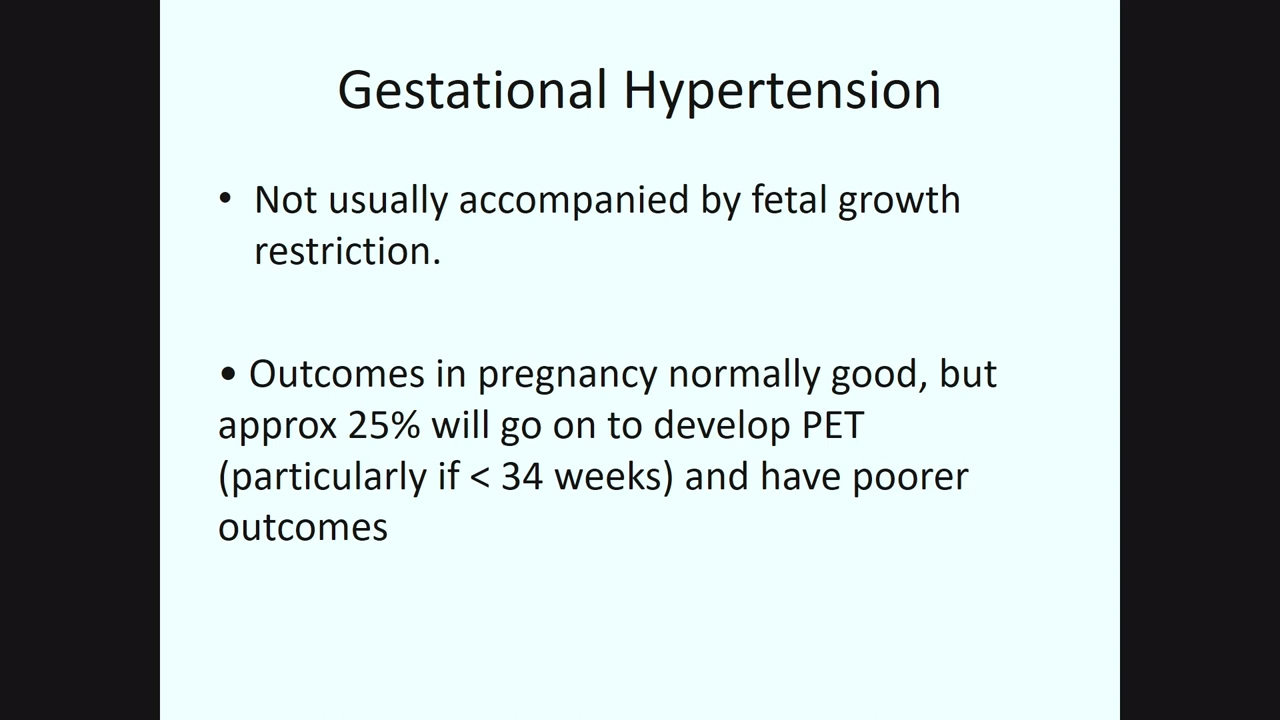 Gestational Hypertension
• Not usually accompanied by fetal growth
restriction.
• Outcomes in pregnancy normally good, but
approx 25% will go on to develop PET
(particularly if < 34 weeks) and have poorer
outcomes